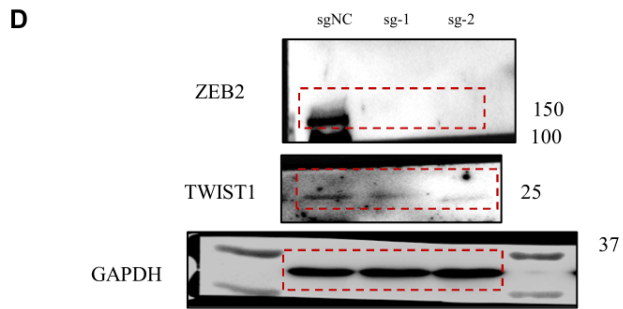 D
sgNC sg-1 sg-2
ZEB2
150
100
TWIST1
25
37
GAPDH